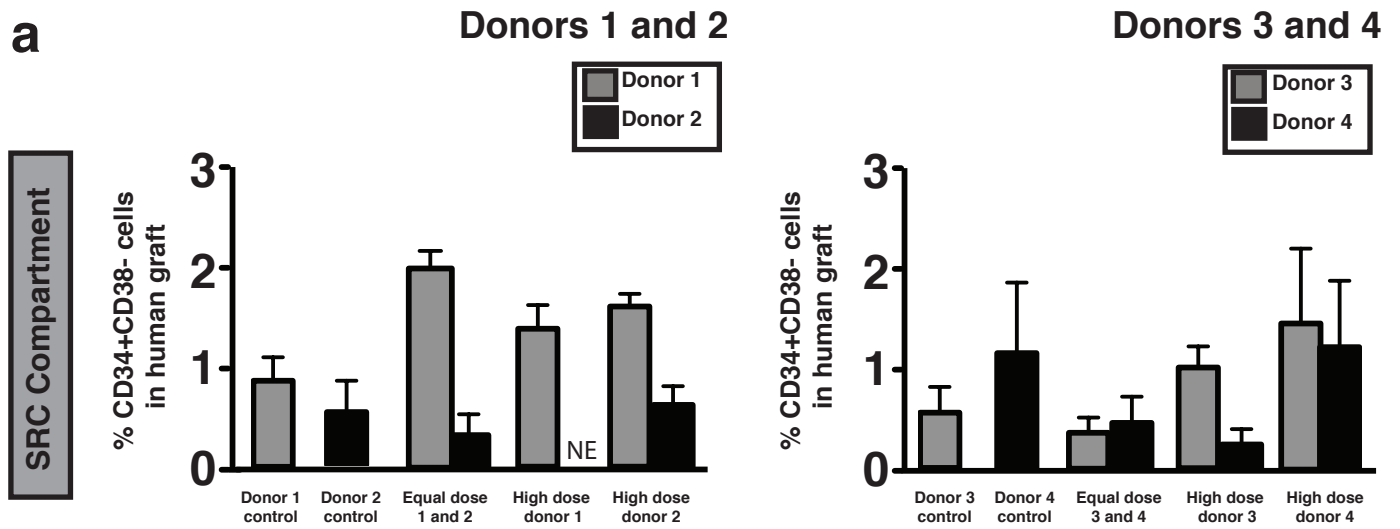 a
Donors 1 and 2
Donor 1
Donor 2
SRC Compartment
% CD34+CD38- cells
in human graft
3
2
1
0
NE
Donor 1
control
Donor 2
control
Equal dose
1 and 2
High dose
donor 1
High dose
donor 2
Donors 3 and 4
Donor 3
Donor 4
% CD34+CD38- cells
in human graft
3
2
1
0
Donor 3
control
Donor 4
control
Equal dose
3 and 4
High dose
donor 3
High dose
donor 4